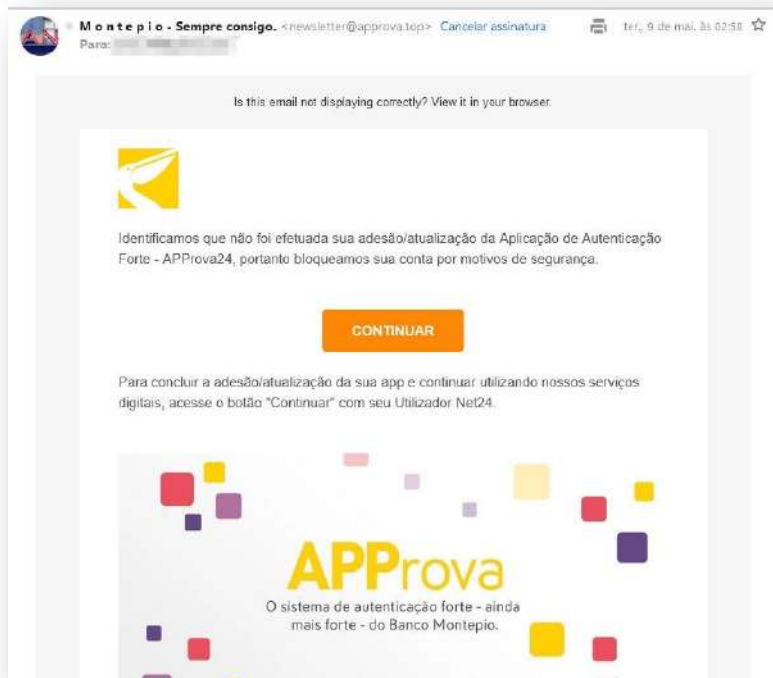 M o n t e p i o - Sempre consigo. <newsletter@approva.top> Cancelar assinatura ter., 9 de mai. às 02:58
Para:
Is this email not displaying correctly? View it in your browser.
Identificamos que não foi efetuada sua adesão/atualização da Aplicação de Autenticação
Forte - APProva24, portanto bloqueamos sua conta por motivos de segurança.
CONTINUAR
Para concluir a adesão/atualização da sua app e continuar utilizando nossos serviços
digitais, acesse o botão "Continuar" com seu Utilizador Net24.
APProva
O sistema de autenticação forte - ainda
mais forte - do Banco Montepio.